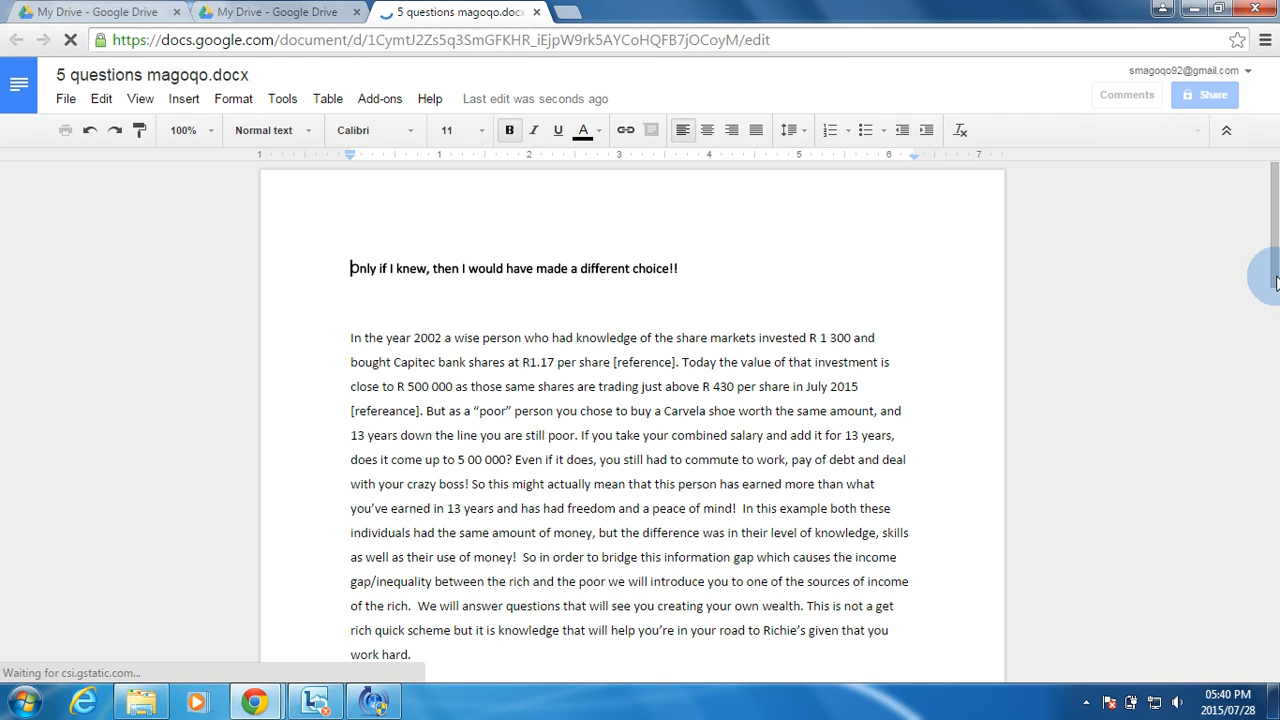 My Drive - Google Drive
My Drive - Google Drive
5 questions magoqo.docx
https://docs.google.com/document/d/1CymtJ2Zs5q3SmGFKHR_iEjpW9rk5AYCoHQFB7jOCoyM/edit
5 questions magoqo.docx
smagoqo92@gmail.com
File Edit View Insert Format Tools Table Add-ons Help Last edit was seconds ago
Comments Share
100% Normal text Calibri 11 B I U A
1 1 2 3 4 5 6 7
Only if I knew, then I would have made a different choice!!
In the year 2002 a wise person who had knowledge of the share markets invested R 1 300 and
bought Capitec bank shares at R1.17 per share [reference]. Today the value of that investment is
close to R 500 000 as those same shares are trading just above R 430 per share in July 2015
[refereance]. But as a “poor” person you chose to buy a Carvela shoe worth the same amount, and
13 years down the line you are still poor. If you take your combined salary and add it for 13 years,
does it come up to 5 00 000? Even if it does, you still had to commute to work, pay of debt and deal
with your crazy boss! So this might actually mean that this person has earned more than what
you’ve earned in 13 years and has had freedom and a peace of mind!  In this example both these
individuals had the same amount of money, but the difference was in their level of knowledge, skills
as well as their use of money!  So in order to bridge this information gap which causes the income
gap/inequality between the rich and the poor we will introduce you to one of the sources of income
of the rich.  We will answer questions that will see you creating your own wealth. This is not a get
rich quick scheme but it is knowledge that will help you’re in your road to Richie’s given that you
work hard.
Waiting for csi.gstatic.com...
05:40 PM
2015/07/28